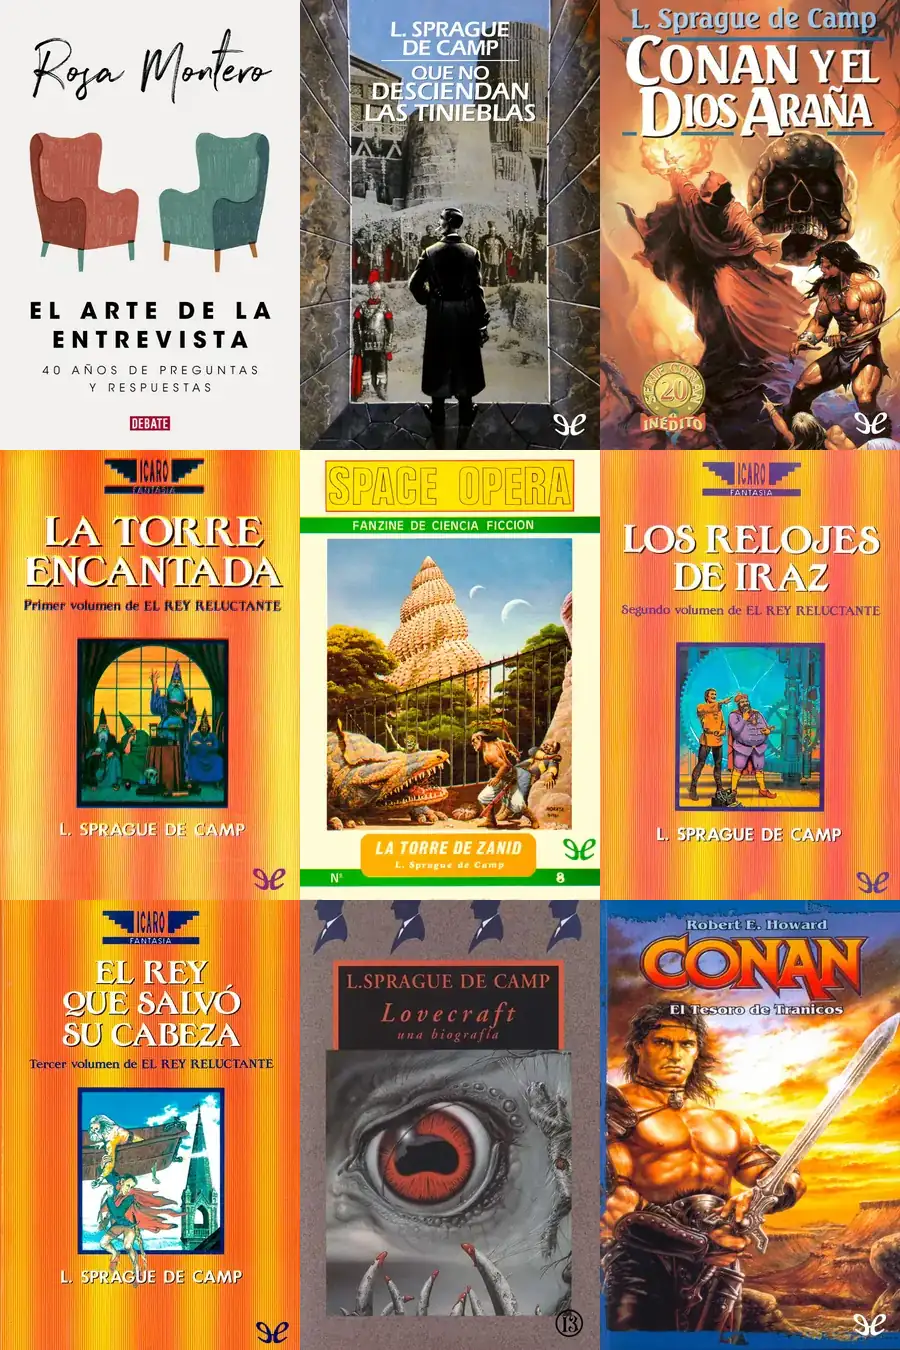 Rosa Montero
EL ARTE DE LA
ENTREVISTA
40 AÑOS DE PREGUNTAS
Y RESPUESTAS
DEBATE
L. SPRAGUE
DE CAMP
QUE NO
DESCIENDAN
LAS TINIEBLAS
L. Sprague de Camp
CONAN Y EL
DIOS ARAÑA
SERIE CONAN
20
INÉDITO
ICARO
FANTASIA
LA TORRE
ENCANTADA
Primer volumen de EL REY RELUCTANTE
L. SPRAGUE DE CAMP
SPACE OPERA
FANZINE DE CIENCIA FICCION
LA TORRE DE ZANID
L. Sprague de Camp
Nº 8
ICARO
FANTASIA
LOS RELOJES
DE IRAZ
Segundo volumen de EL REY RELUCTANTE
L. SPRAGUE DE CAMP
ICARO
FANTASIA
EL REY
QUE SALVÓ
SU CABEZA
Tercer volumen de EL REY RELUCTANTE
L. SPRAGUE DE CAMP
L. SPRAGUE DE CAMP
Lovecraft
una biografía
13
Robert E. Howard
CONAN
El Tesoro de Tranicos